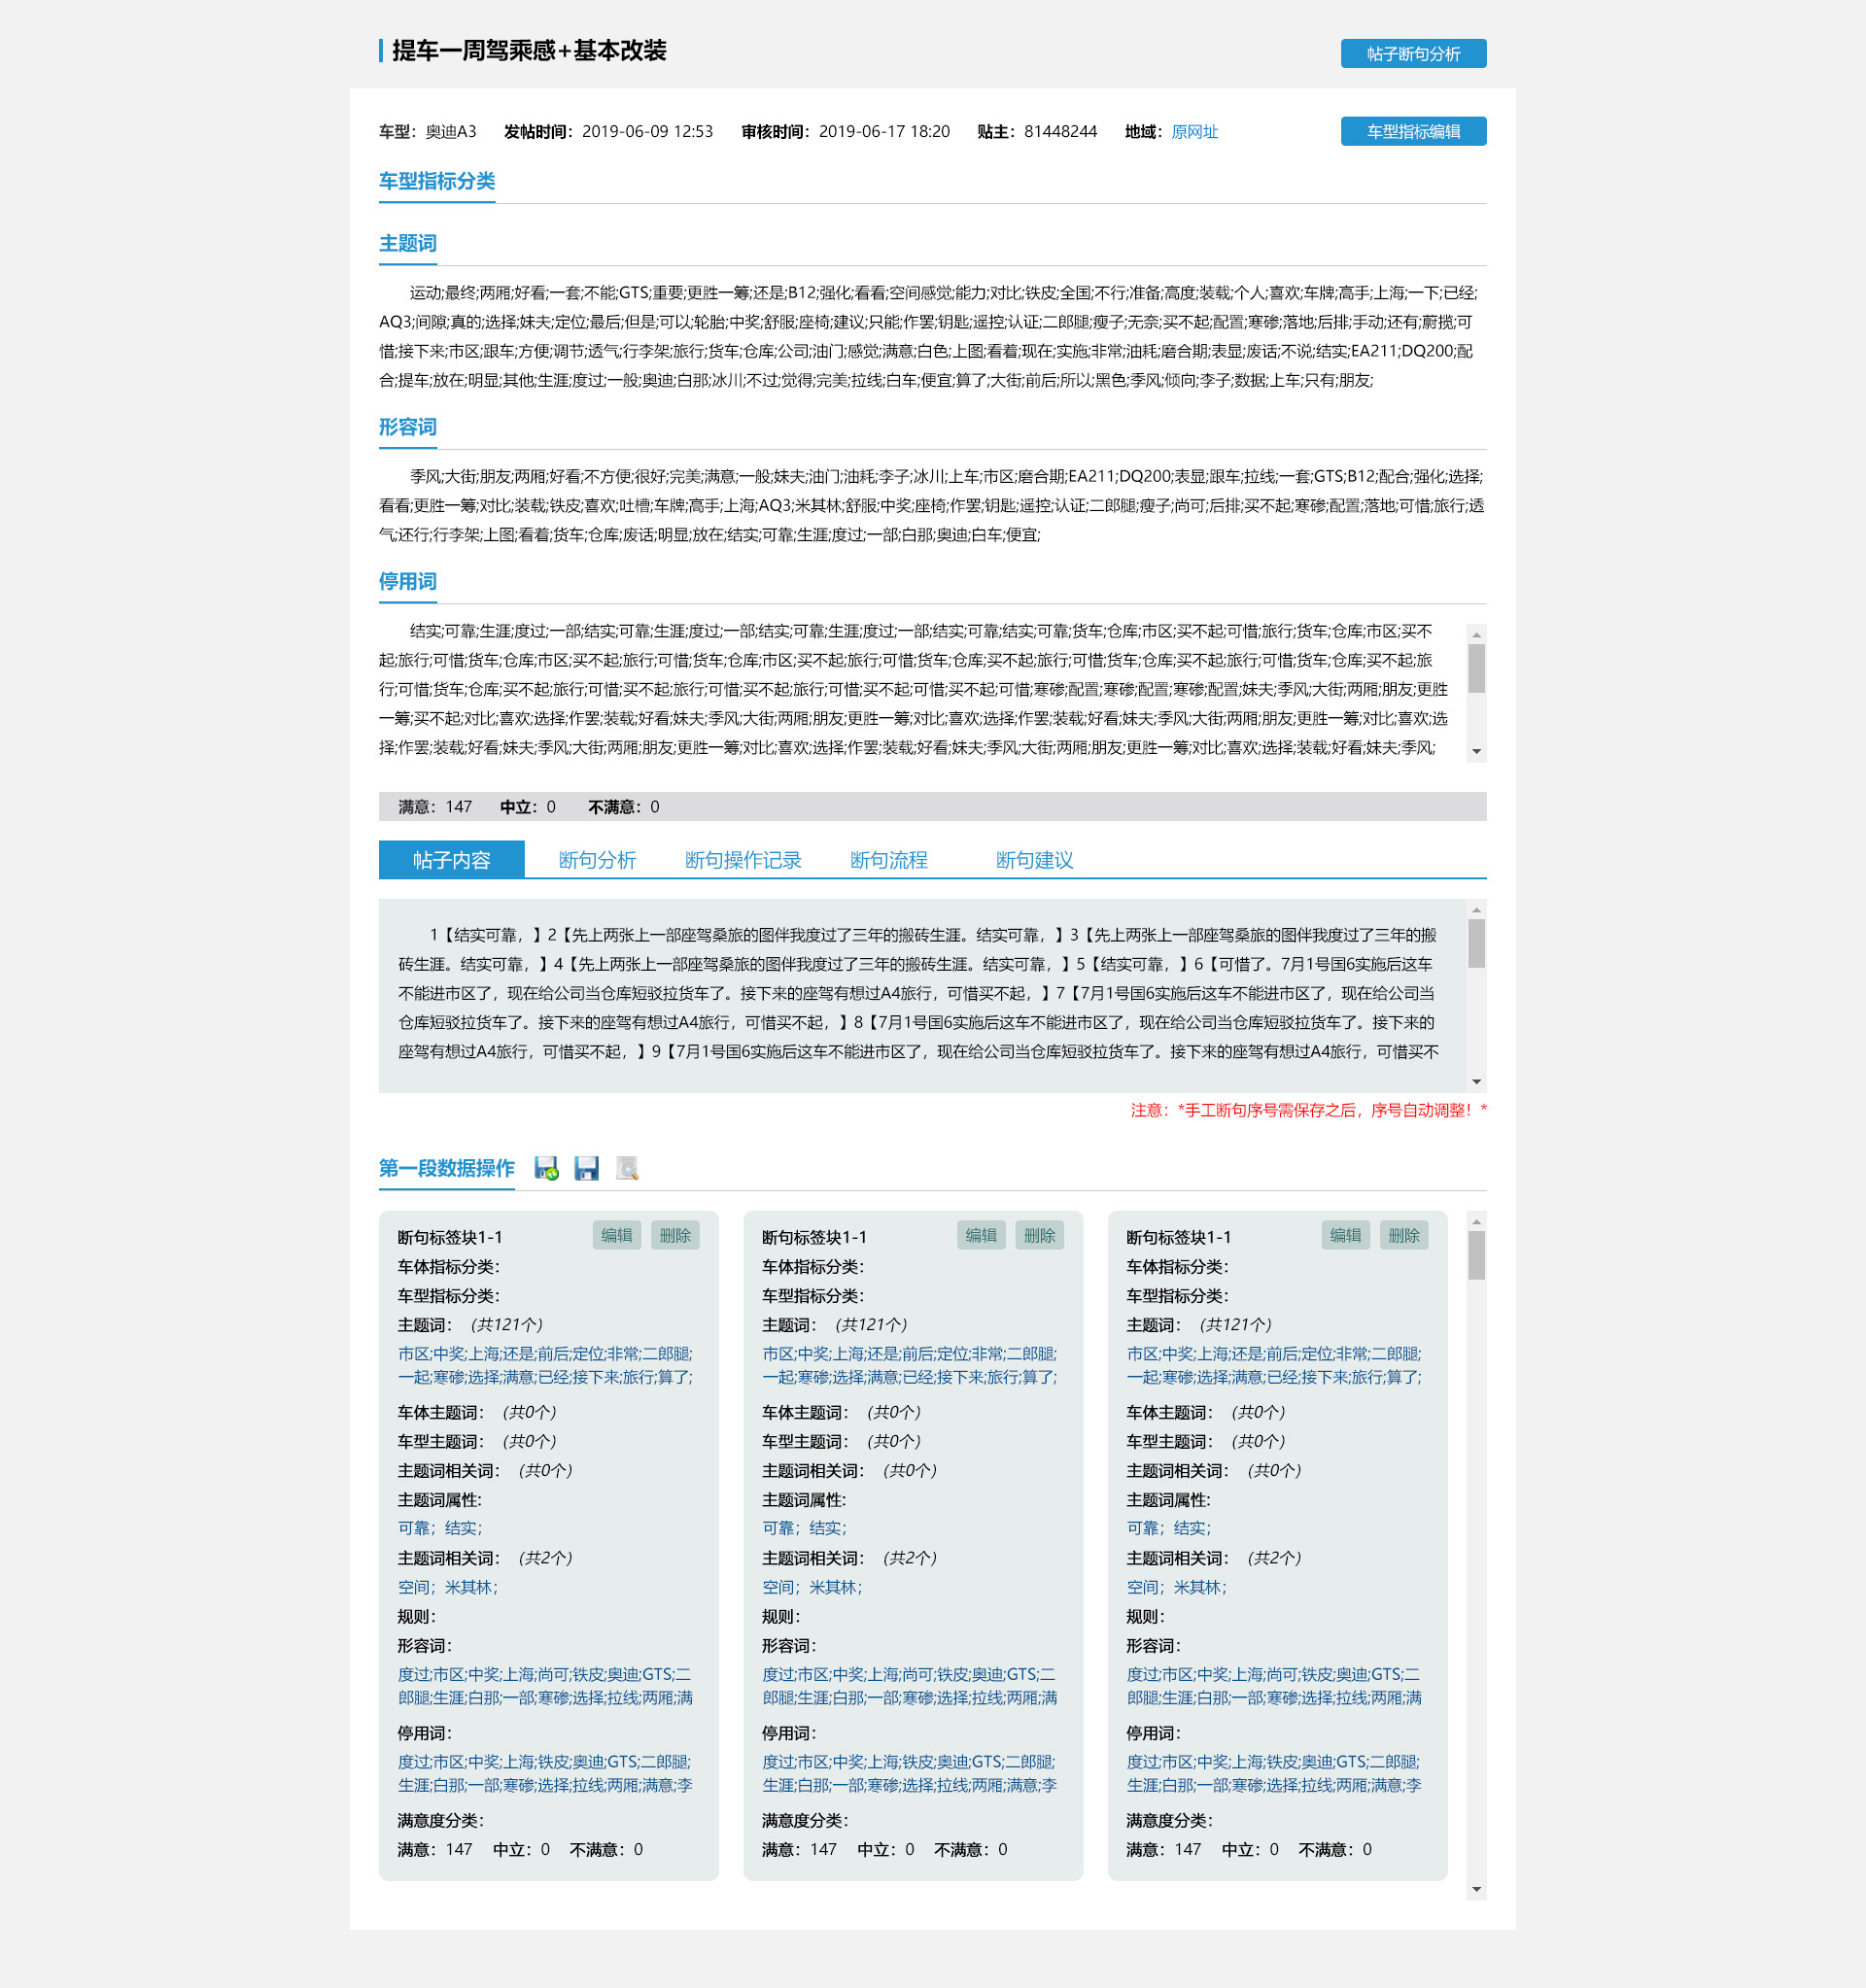 提车一周驾乘感+基本改装
帖子断句分析
车型：奥迪A3 发帖时间：2019-06-09 12:53 审核时间：2019-06-17 18:20 贴主：81448244 地域：原网址
车型指标编辑
车型指标分类
主题词
运动;最终;两厢;好看;一套;不能;GTS;重要;更胜一筹;还是;B12;强化;看看;空间感觉;能力;对比;铁皮;全国;不行;准备;高度;装载;个人;喜欢;车牌;高手;上海;一下;已经;
AQ3;间隙;真的;选择;妹夫;定位;最后;但是;可以;轮胎;中奖;舒服;座椅;建议;只能;作罢;钥匙;遥控;认证;二郎腿;瘦子;无奈;买不起;配置;寒碜;落地;后排;手动;还有;蔚揽;可
惜;接下来;市区;跟车;方便;调节;透气;行李架;旅行;货车;仓库;公司;油门;感觉;满意;白色;上图;看着;现在;实施;非常;油耗;磨合期;表显;废话;不说;结实;EA211;DQ200;配
合;提车;放在;明显;其他;生涯;度过;一般;奥迪;白那;冰川;不过;觉得;完美;拉线;白车;便宜;算了;大街;前后;所以;黑色;季风;倾向;李子;数据;上车;只有;朋友;
形容词
季风;大街;朋友;两厢;好看;不方便;很好;完美;满意;一般;妹夫;油门;油耗;李子;冰川;上车;市区;磨合期;EA211;DQ200;表显;跟车;拉线;一套;GTS;B12;配合;强化;选择;
看看;更胜一筹;对比;装载;铁皮;喜欢;吐槽;车牌;高手;上海;AQ3;米其林;舒服;中奖;座椅;作罢;钥匙;遥控;认证;二郎腿;瘦子;尚可;后排;买不起;寒碜;配置;落地;可惜;旅行;透
气;还行;行李架;上图;看着;货车;仓库;废话;明显;放在;结实;可靠;生涯;度过;一部;白那;奥迪;白车;便宜;
停用词
结实;可靠;生涯;度过;一部;结实;可靠;生涯;度过;一部;结实;可靠;生涯;度过;一部;结实;可靠;结实;可靠;货车;仓库;市区;买不起;可惜;旅行;货车;仓库;市区;买不
起;旅行;可惜;货车;仓库;市区;买不起;旅行;可惜;货车;仓库;市区;买不起;旅行;可惜;货车;仓库;买不起;旅行;可惜;货车;仓库;买不起;旅行;可惜;货车;仓库;买不起;旅
行;可惜;货车;仓库;买不起;旅行;可惜;买不起;旅行;可惜;买不起;旅行;可惜;买不起;可惜;买不起;可惜;寒碜;配置;寒碜;配置;寒碜;配置;妹夫;季风;大街;两厢;朋友;更胜
一筹;买不起;对比;喜欢;选择;作罢;装载;好看;妹夫;季风;大街;两厢;朋友;更胜一筹;对比;喜欢;选择;作罢;装载;好看;妹夫;季风;大街;两厢;朋友;更胜一筹;对比;喜欢;选
择;作罢;装载;好看;妹夫;季风;大街;两厢;朋友;更胜一筹;对比;喜欢;选择;作罢;装载;好看;妹夫;季风;大街;两厢;朋友;更胜一筹;对比;喜欢;选择;装载;好看;妹夫;季风;
满意：147 中立：0 不满意：0
帖子内容 断句分析 断句操作记录 断句流程 断句建议
1【结实可靠，】2【先上两张上一部座驾桑旅的图伴我度过了三年的搬砖生涯。结实可靠，】3【先上两张上一部座驾桑旅的图伴我度过了三年的搬
砖生涯。结实可靠，】4【先上两张上一部座驾桑旅的图伴我度过了三年的搬砖生涯。结实可靠，】5【结实可靠，】6【可惜了。7月1号国6实施后这车
不能进市区了，现在给公司当仓库短驳拉货车了。接下来的座驾有想过A4旅行，可惜买不起，】7【7月1号国6实施后这车不能进市区了，现在给公司当
仓库短驳拉货车了。接下来的座驾有想过A4旅行，可惜买不起，】8【7月1号国6实施后这车不能进市区了，现在给公司当仓库短驳拉货车了。接下来的
座驾有想过A4旅行，可惜买不起，】9【7月1号国6实施后这车不能进市区了，现在给公司当仓库短驳拉货车了。接下来的座驾有想过A4旅行，可惜买不
注意：*手工断句序号需保存之后，序号自动调整！*
第一段数据操作
断句标签块1-1 编辑 删除
车体指标分类：
车型指标分类：
主题词：（共121个）
市区;中奖;上海;还是;前后;定位;非常;二郎腿;
一起;寒碜;选择;满意;已经;接下来;旅行;算了;
车体主题词：（共0个）
车型主题词：（共0个）
主题词相关词：（共0个）
主题词属性:
可靠；结实；
主题词相关词：（共2个）
空间；米其林；
规则：
形容词：
度过;市区;中奖;上海;尚可;铁皮;奥迪;GTS;二
郎腿;生涯;白那;一部;寒碜;选择;拉线;两厢;满
停用词：
度过;市区;中奖;上海;铁皮;奥迪;GTS;二郎腿;
生涯;白那;一部;寒碜;选择;拉线;两厢;满意;李
满意度分类：
满意：147 中立：0 不满意：0
断句标签块1-1 编辑 删除
车体指标分类：
车型指标分类：
主题词：（共121个）
市区;中奖;上海;还是;前后;定位;非常;二郎腿;
一起;寒碜;选择;满意;已经;接下来;旅行;算了;
车体主题词：（共0个）
车型主题词：（共0个）
主题词相关词：（共0个）
主题词属性:
可靠；结实；
主题词相关词：（共2个）
空间；米其林；
规则：
形容词：
度过;市区;中奖;上海;尚可;铁皮;奥迪;GTS;二
郎腿;生涯;白那;一部;寒碜;选择;拉线;两厢;满
停用词：
度过;市区;中奖;上海;铁皮;奥迪;GTS;二郎腿;
生涯;白那;一部;寒碜;选择;拉线;两厢;满意;李
满意度分类：
满意：147 中立：0 不满意：0
断句标签块1-1 编辑 删除
车体指标分类：
车型指标分类：
主题词：（共121个）
市区;中奖;上海;还是;前后;定位;非常;二郎腿;
一起;寒碜;选择;满意;已经;接下来;旅行;算了;
车体主题词：（共0个）
车型主题词：（共0个）
主题词相关词：（共0个）
主题词属性:
可靠；结实；
主题词相关词：（共2个）
空间；米其林；
规则：
形容词：
度过;市区;中奖;上海;尚可;铁皮;奥迪;GTS;二
郎腿;生涯;白那;一部;寒碜;选择;拉线;两厢;满
停用词：
度过;市区;中奖;上海;铁皮;奥迪;GTS;二郎腿;
生涯;白那;一部;寒碜;选择;拉线;两厢;满意;李
满意度分类：
满意：147 中立：0 不满意：0